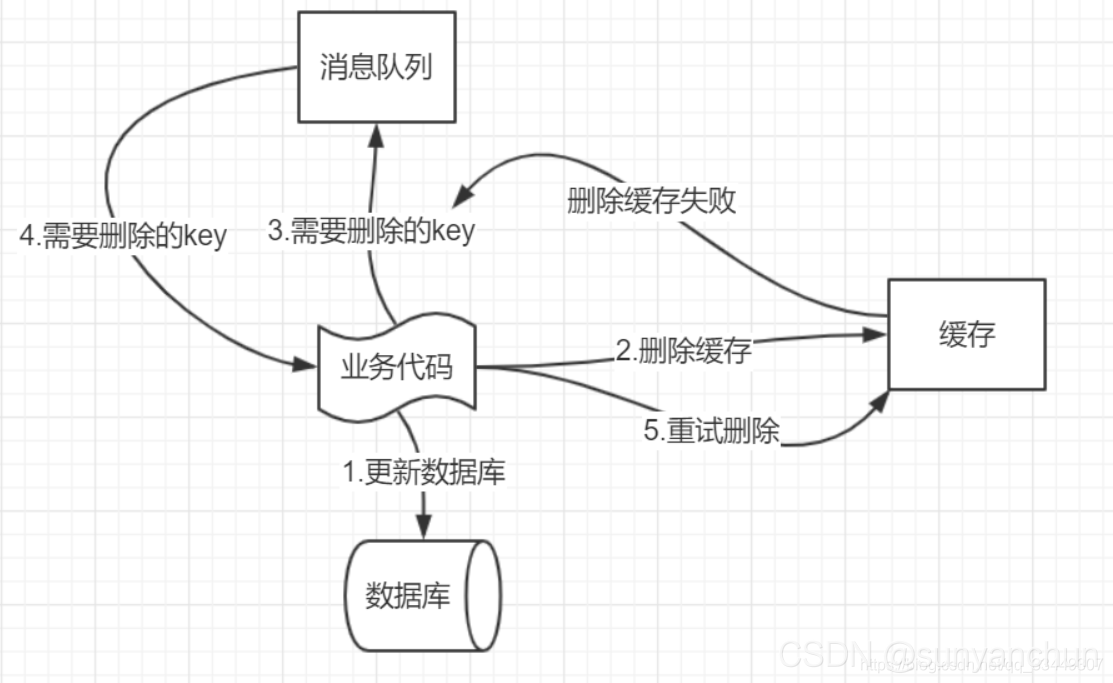 消息队列
删除缓存失败
4.需要删除的key
3.需要删除的key
缓存
2.删除缓存
业务代码
5.重试删除
1.更新数据库
数据库
CSDN @sunyanchun